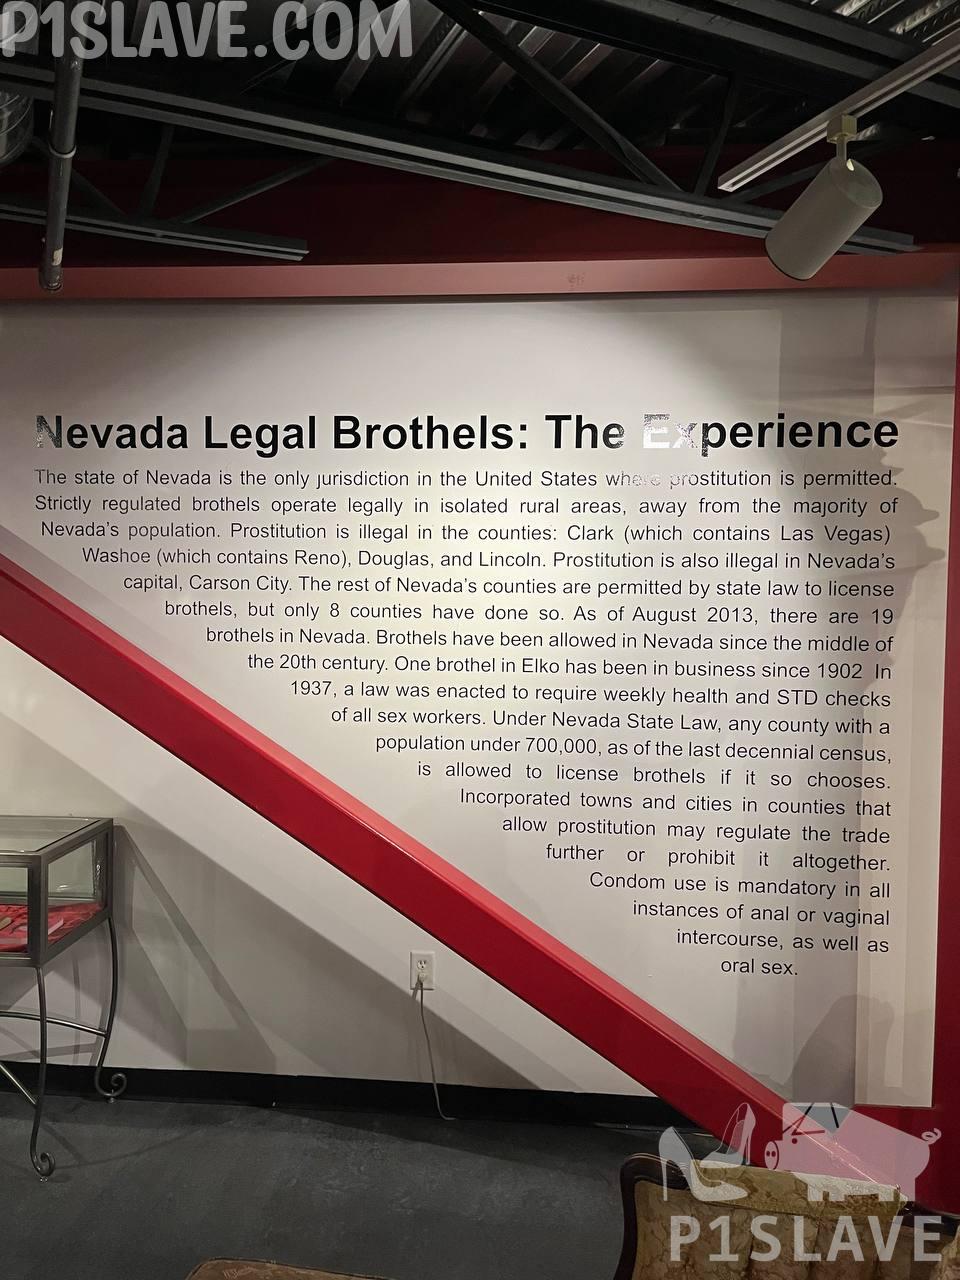 P1SLAVE.COM
Nevada Legal Brothels: The Experience
The state of Nevada is the only jurisdiction in the United States where prostitution is permitted.
Strictly regulated brothels operate legally in isolated rural areas, away from the majority of
Nevada's population. Prostitution is illegal in the counties: Clark (which contains Las Vegas)
Washoe (which contains Reno), Douglas, and Lincoln. Prostitution is also illegal in Nevada's
capital, Carson City. The rest of Nevada's counties are permitted by state law to license
brothels, but only 8 counties have done so. As of August 2013, there are 19
brothels in Nevada. Brothels have been allowed in Nevada since the middle of
the 20th century. One brothel in Elko has been in business since 1902 In
1937, a law was enacted to require weekly health and STD checks
of all sex workers. Under Nevada State Law, any county with a
population under 700,000, as of the last decennial census,
is allowed to license brothels if it so chooses.
Incorporated towns and cities in counties that
allow prostitution may regulate the trade
further or prohibit it altogether.
Condom use is mandatory in all
instances of anal or vaginal
intercourse, as well as
oral sex.
P1SLAVE